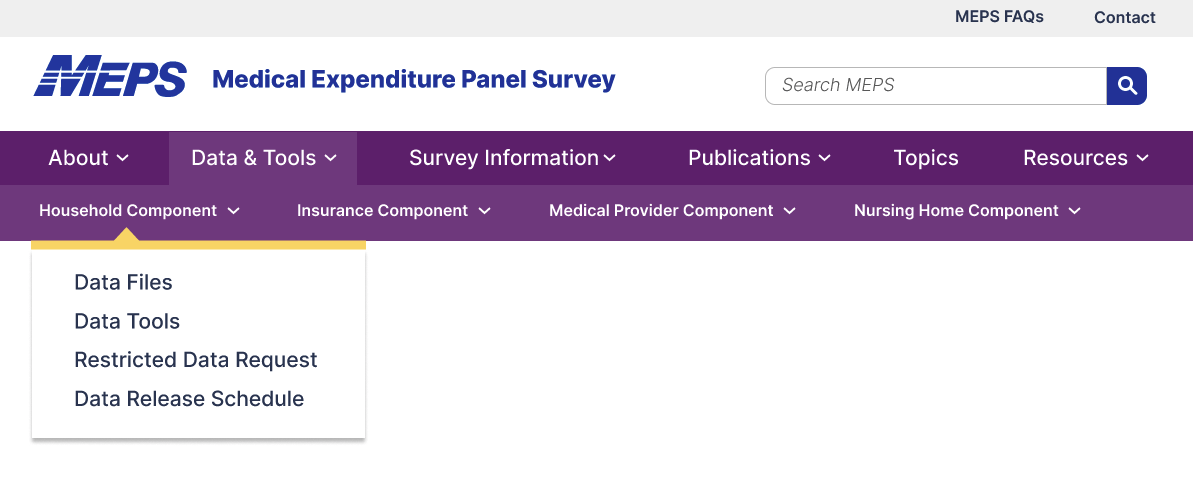 MEPS FAQs Contact
MEPS Medical Expenditure Panel Survey
Search MEPS
About Data & Tools Survey Information Publications Topics Resources
Household Component Insurance Component Medical Provider Component Nursing Home Component
Data Files
Data Tools
Restricted Data Request
Data Release Schedule